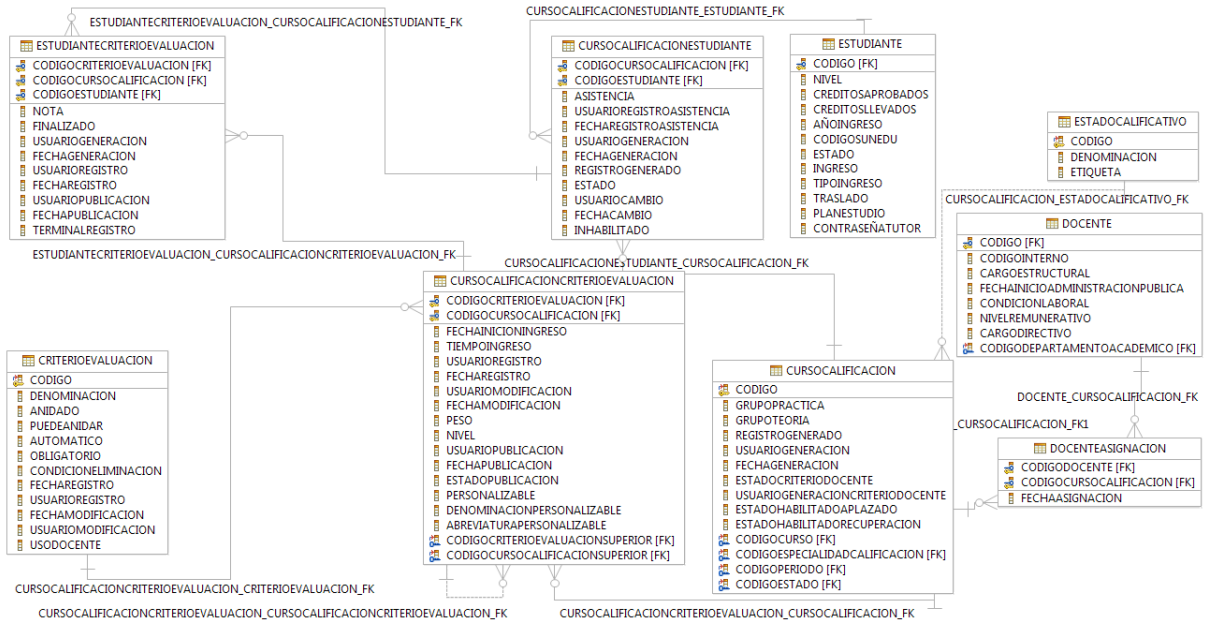 ESTUDIANTECRITERIOEVALUACION_CURSOCALIFICACIONESTUDIANTE_FK
CURSOCALIFICACIONESTUDIANTE_ESTUDIANTE_FK
ESTUDIANTECRITERIOEVALUACION
CODIGOCRITERIOEVALUACION [FK]
CODIGOCURSOCALIFICACION [FK]
CODIGOESTUDIANTE [FK]
NOTA
FINALIZADO
USUARIOGENERACION
FECHAGENERACION
USUARIOREGISTRO
FECHAREGISTRO
USUARIOPUBLICACION
FECHAPUBLICACION
TERMINALREGISTRO
CURSOCALIFICACIONESTUDIANTE
CODIGOCURSOCALIFICACION [FK]
CODIGOESTUDIANTE [FK]
ASISTENCIA
USUARIOREGISTROASISTENCIA
FECHAREGISTROASISTENCIA
USUARIOGENERACION
FECHAGENERACION
REGISTROGENERADO
ESTADO
USUARIOCAMBIO
FECHACAMBIO
INHABILITADO
ESTUDIANTE
CODIGO [FK]
NIVEL
CREDITOSAPROBADOS
CREDITOSLLEVADOS
AÑOINGRESO
CODIGOSUNEDU
ESTADO
INGRESO
TIPOINGRESO
TRASLADO
PLANESTUDIO
CONTRASEÑATUTOR
ESTADOCALIFICATIVO
CODIGO
DENOMINACION
ETIQUETA
CURSOCALIFICACION_ESTADOCALIFICATIVO_FK
DOCENTE
CODIGO [FK]
CODIGOINTERNO
CARGOESTRUCTURAL
FECHAINICIOADMINISTRACIONPUBLICA
CONDICIONLABORAL
NIVELREMUNERATIVO
CARGODIRECTIVO
CODIGODEPARTAMENTOACADEMICO [FK]
ESTUDIANTECRITERIOEVALUACION_CURSOCALIFICACIONCRITERIOEVALUACION_FK
CURSOCALIFICACIONESTUDIANTE_CURSOCALIFICACION_FK
CURSOCALIFICACIONCRITERIOEVALUACION
CODIGOCRITERIOEVALUACION [FK]
CODIGOCURSOCALIFICACION [FK]
FECHAINICIONINGRESO
TIEMPOINGRESO
USUARIOREGISTRO
FECHAREGISTRO
USUARIOMODIFICACION
FECHAMODIFICACION
PESO
NIVEL
USUARIOPUBLICACION
FECHAPUBLICACION
ESTADOPUBLICACION
PERSONALIZABLE
DENOMINACIONPERSONALIZABLE
ABREVIATURAPERSONALIZABLE
CODIGOCRITERIOEVALUACIONSUPERIOR [FK]
CODIGOCURSOCALIFICACIONSUPERIOR [FK]
CRITERIOEVALUACION
CODIGO
DENOMINACION
ANIDADO
PUEDEANIDAR
AUTOMATICO
OBLIGATORIO
CONDICIONELIMINACION
FECHAREGISTRO
USUARIOREGISTRO
FECHAMODIFICACION
USUARIOMODIFICACION
USODOCENTE
CURSOCALIFICACION
CODIGO
GRUPOPRACTICA
GRUPOTEORIA
REGISTROGENERADO
USUARIOGENERACION
FECHAGENERACION
ESTADOCRITERIODOCENTE
USUARIOGENERACIONCRITERIODOCENTE
ESTADOHABILITADOAPLAZADO
ESTADOHABILITADORECUPERACION
CODIGOCURSO [FK]
CODIGOESPECIALIDADCALIFICACION [FK]
CODIGOPERIODO [FK]
CODIGOESTADO [FK]
DOCENTE_CURSOCALIFICACION_FK
_CURSOCALIFICACION_FK1
DOCENTEASIGNACION
CODIGODOCENTE [FK]
CODIGOCURSOCALIFICACION [FK]
FECHAASIGNACION
CURSOCALIFICACIONCRITERIOEVALUACION_CRITERIOEVALUACION_FK
CURSOCALIFICACIONCRITERIOEVALUACION_CURSOCALIFICACIONCRITERIOEVALUACION_FK
CURSOCALIFICACIONCRITERIOEVALUACION_CURSOCALIFICACION_FK